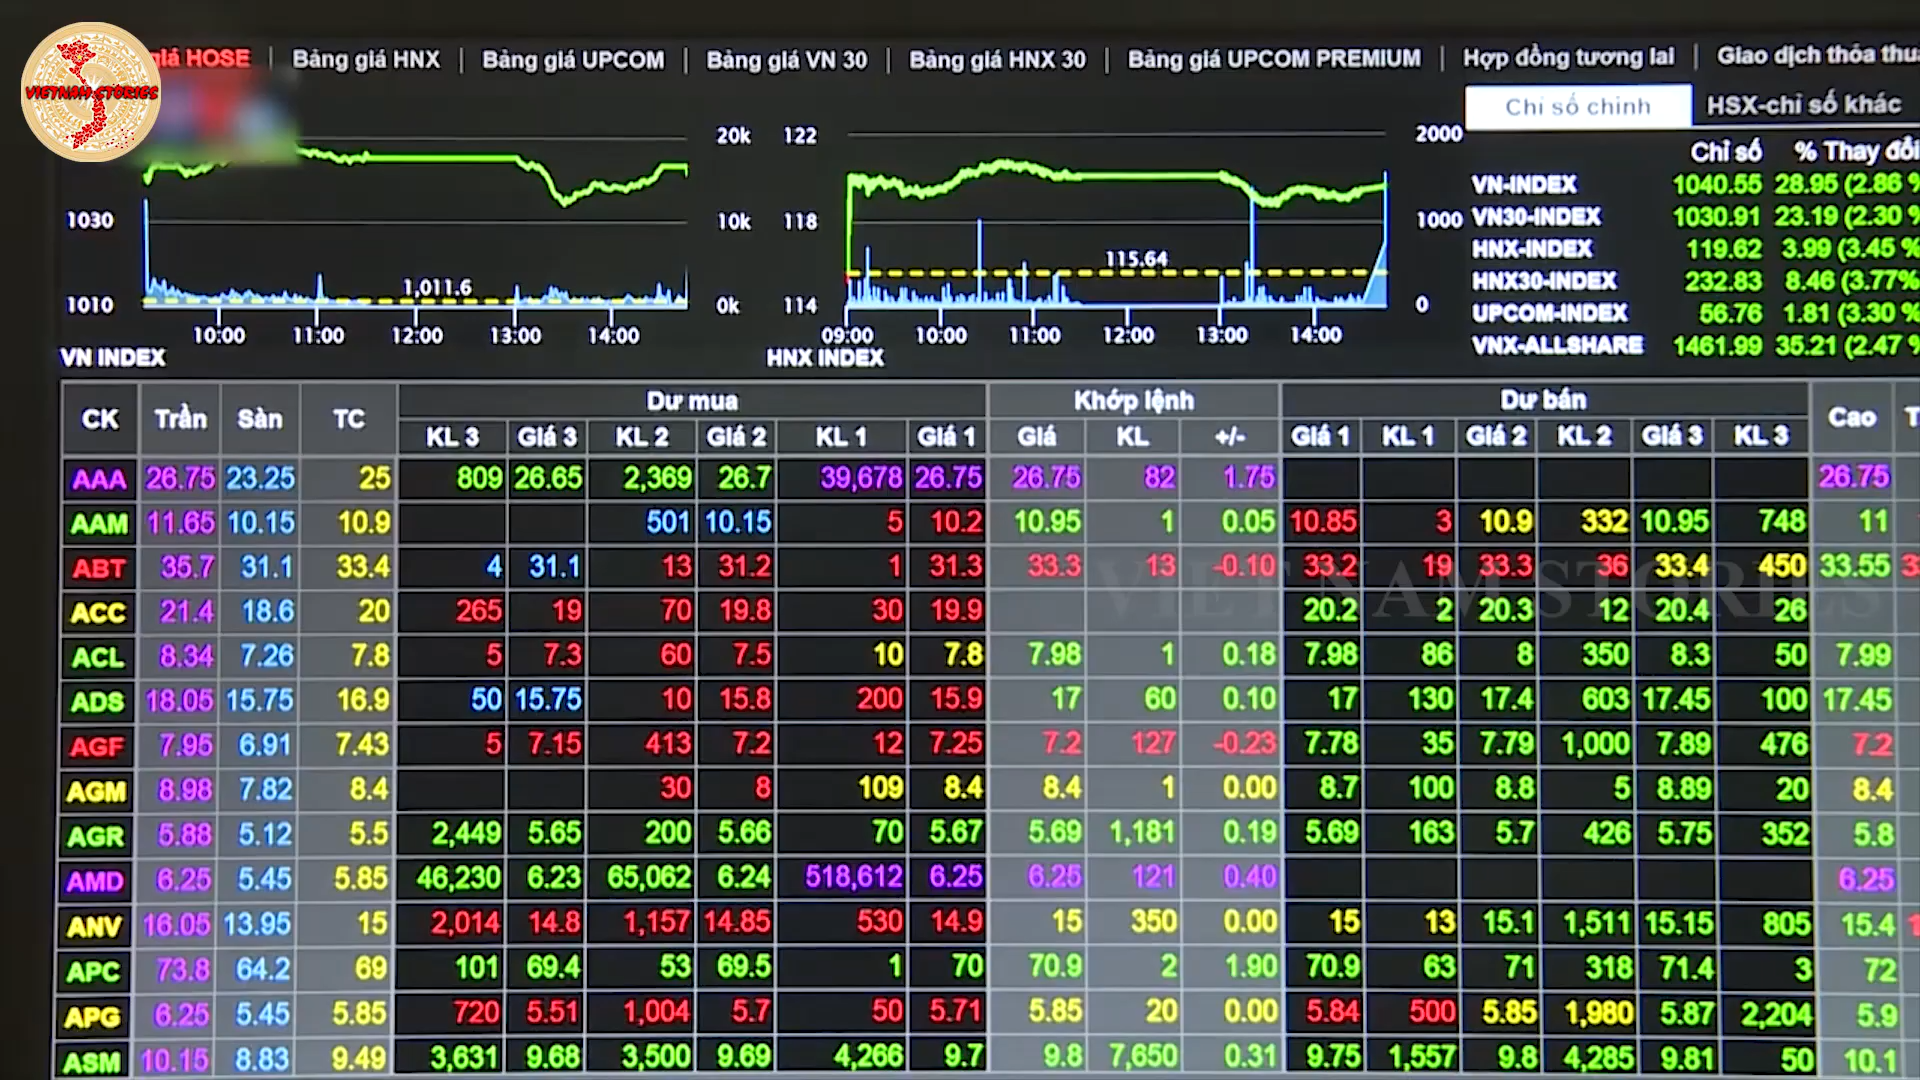 VIETNAM STORIES
giá HOSE | Bảng giá HNX | Bảng giá UPCOM | Bảng giá VN 30 | Bảng giá HNX 30 | Bảng giá UPCOM PREMIUM | Hợp đồng tương lai | Giao dịch thỏa thu
Chỉ số chính HSX-chỉ số khác
20k 122 2000
1030 10k 118 1000
1,011.6 115.64
1010 0k 114 0
10:00 11:00 12:00 13:00 14:00 09:00 10:00 11:00 12:00 13:00 14:00
VN INDEX HNX INDEX
Chỉ số % Thay đổi
VN-INDEX 1040.55 28.95 (2.86 %
VN30-INDEX 1030.91 23.19 (2.30 %
HNX-INDEX 119.62 3.99 (3.45 %
HNX30-INDEX 232.83 8.46 (3.77%
UPCOM-INDEX 56.76 1.81 (3.30 %
VNX-ALLSHARE 1461.99 35.21 (2.47 %
CK Trần Sàn TC Dư mua Khớp lệnh Dư bán Cao T
KL 3 Giá 3 KL 2 Giá 2 KL 1 Giá 1 Giá KL +/- Giá 1 KL 1 Giá 2 KL 2 Giá 3 KL 3
AAA 26.75 23.25 25 809 26.65 2,369 26.7 39,678 26.75 26.75 82 1.75 26.75
AAM 11.65 10.15 10.9 501 10.15 5 10.2 10.95 1 0.05 10.85 3 10.9 332 10.95 748 11
ABT 35.7 31.1 33.4 4 31.1 13 31.2 1 31.3 33.3 13 -0.10 33.2 19 33.3 36 33.4 450 33.55 3
VIETNAM STORIES
ACC 21.4 18.6 20 265 19 70 19.8 30 19.9 20.2 2 20.3 12 20.4 26
ACL 8.34 7.26 7.8 5 7.3 60 7.5 10 7.8 7.98 1 0.18 7.98 86 8 350 8.3 50 7.99
ADS 18.05 15.75 16.9 50 15.75 10 15.8 200 15.9 17 60 0.10 17 130 17.4 603 17.45 100 17.45
AGF 7.95 6.91 7.43 5 7.15 413 7.2 12 7.25 7.2 127 -0.23 7.78 35 7.79 1,000 7.89 476 7.2
AGM 8.98 7.82 8.4 30 8 109 8.4 8.4 1 0.00 8.7 100 8.8 5 8.89 20 8.4
AGR 5.88 5.12 5.5 2,449 5.65 200 5.66 70 5.67 5.69 1,181 0.19 5.69 163 5.7 426 5.75 352 5.8
AMD 6.25 5.45 5.85 46,230 6.23 65,062 6.24 518,612 6.25 6.25 121 0.40 6.25
ANV 16.05 13.95 15 2,014 14.8 1,157 14.85 530 14.9 15 350 0.00 15 13 15.1 1,511 15.15 805 15.4 1
APC 73.8 64.2 69 101 69.4 53 69.5 1 70 70.9 2 1.90 70.9 63 71 318 71.4 3 72
APG 6.25 5.45 5.85 720 5.51 1,004 5.7 50 5.71 5.85 20 0.00 5.84 500 5.85 1,980 5.87 2,204 5.9
ASM 10.15 8.83 9.49 3,631 9.68 3,500 9.69 4,266 9.7 9.8 7,650 0.31 9.75 1,557 9.8 4,285 9.81 50 10.1